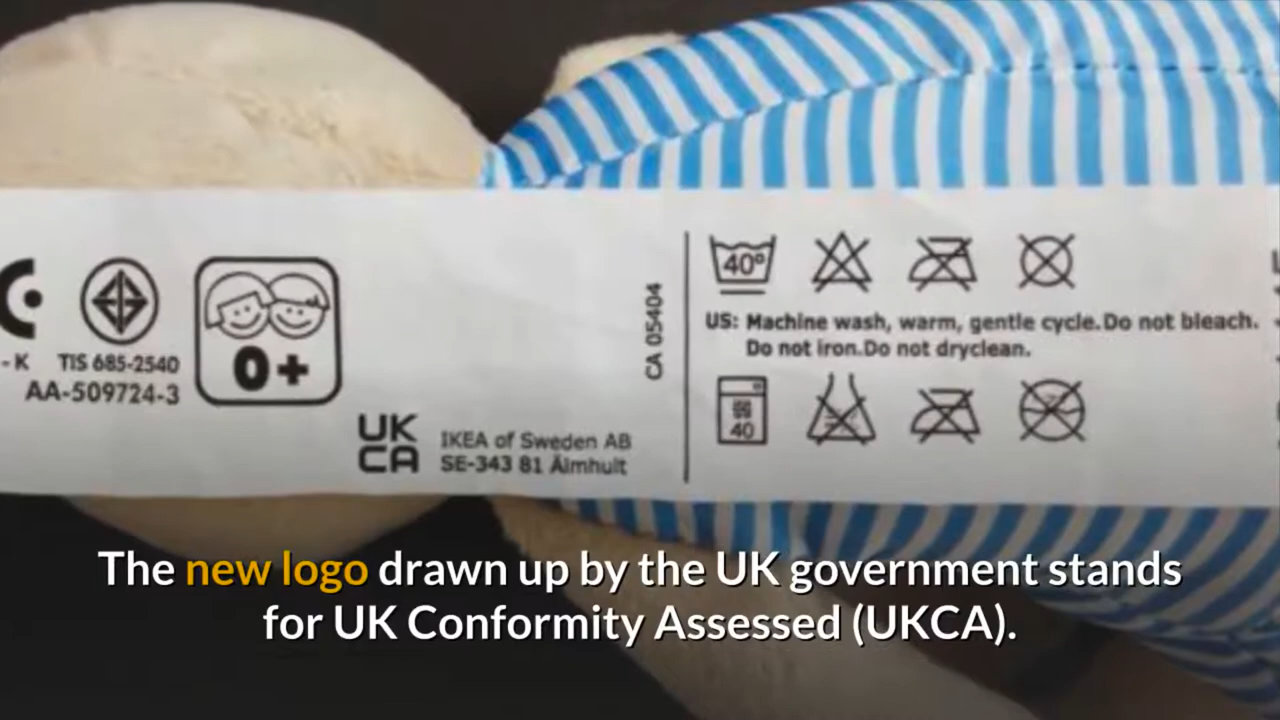 - K TIS 685-2540
AA-509724-3
0+
UK
CA
IKEA of Sweden AB
SE-343 81 Älmhult
CA 05404
40°
US: Machine wash, warm, gentle cycle.Do not bleach.
Do not iron.Do not dryclean.
40
The new logo drawn up by the UK government stands
for UK Conformity Assessed (UKCA).